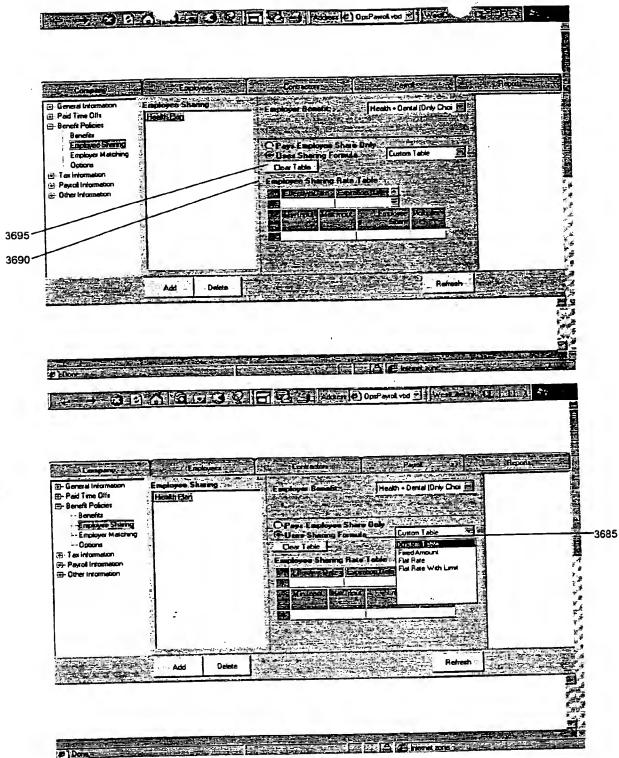 Address OpsPayroll.vbd
Company Employees Contractors Payroll Reports
General Information
Paid Time Offs
Benefit Policies
Benefits
Employee Sharing
Employer Matching
Options
Tax Information
Payroll Information
Other Information
Employee Sharing
Health Plan
Employer Benefit: Health + Dental (Only Choi
Pays Employee Share Only
Uses Sharing Formula Custom Table
Clear Table
Employee Sharing Rate Table
3695
3690
Add Delete Refresh
Done Internet zone
Address OpsPayroll.vbd
Company Employees Contractors Payroll Reports
General Information
Paid Time Offs
Benefit Policies
Benefits
Employee Sharing
Employer Matching
Options
Tax Information
Payroll Information
Other Information
Employee Sharing
Health Plan
Employer Benefit: Health + Dental (Only Choi
Pays Employee Share Only
Uses Sharing Formula Custom Table
Clear Table
Employee Sharing Rate Table
Custom Table
Fixed Amount
Flat Rate
Flat Rate With Limit
3685
Add Delete Refresh
Done Internet zone